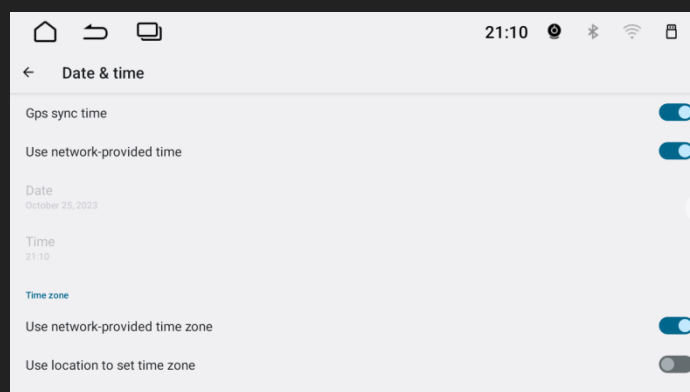 21:10
Date & time
Gps sync time
Use network-provided time
Date
October 25, 2023
Time
21:10
Time zone
Use network-provided time zone
Use location to set time zone